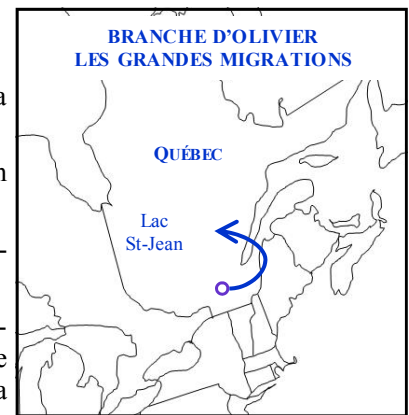 BRANCHE D'OLIVIER
LES GRANDES MIGRATIONS
QUÉBEC
Lac
St-Jean
a
n
-
-
e
a